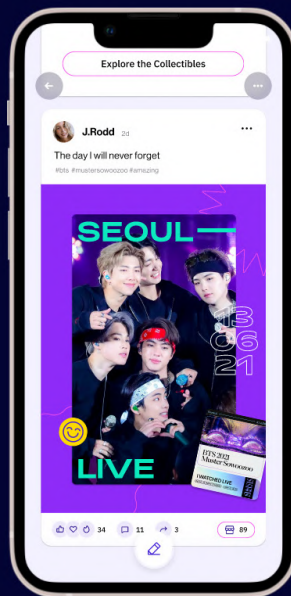 Explore the Collectibles
J.Rodd 2d
The day I will never forget
#bts #mustersowoozoo #amazing
SEOUL
13
06
21
BTS 2021
Muster Sowoozoo
I WATCHED LIVE
LIVE
34 11 3 89